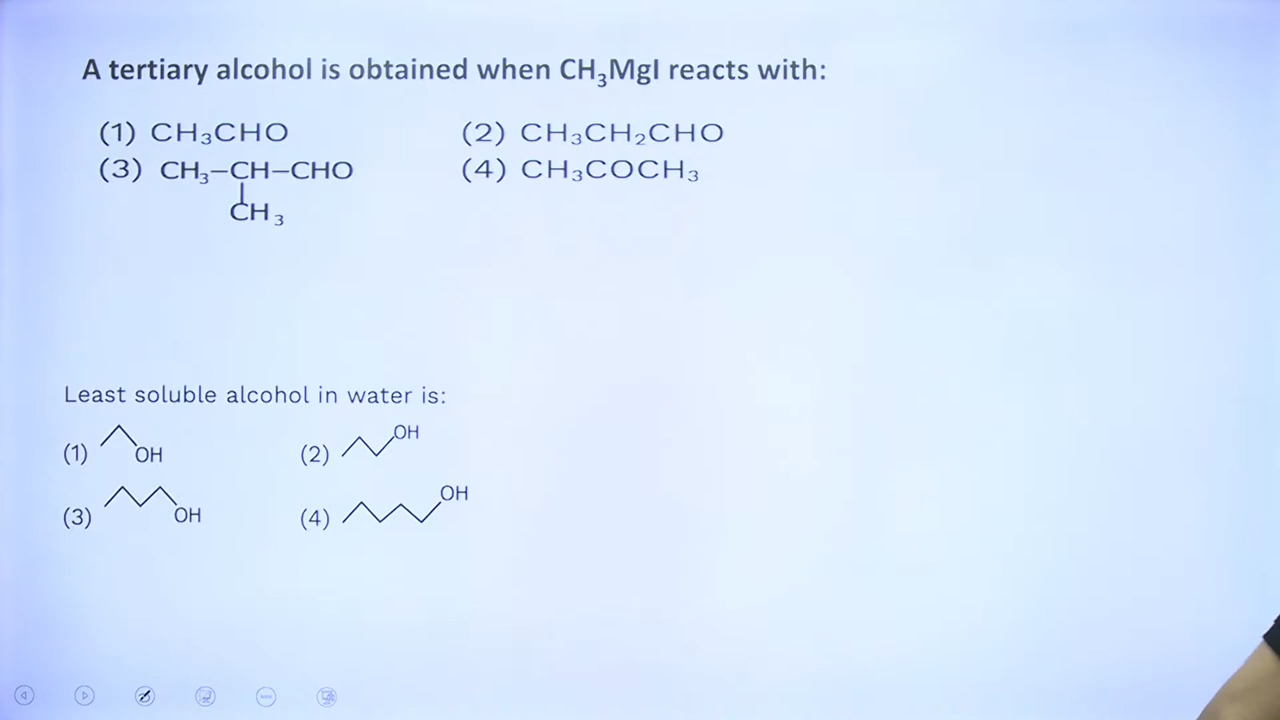 A tertiary alcohol is obtained when CH₃MgI reacts with:
(1) CH₃CHO (2) CH₃CH₂CHO
(3) CH₃–CH–CHO (4) CH₃COCH₃
CH₃
Least soluble alcohol in water is:
(1) OH (2) OH
(3) OH (4) OH